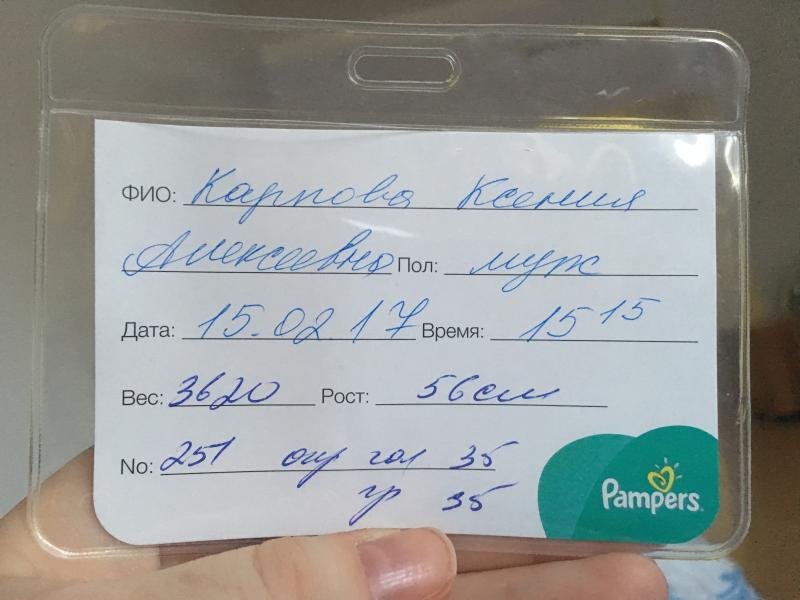 ФИО: Карпова Ксения
Алексеевна Пол: муж
Дата: 15.02.17 Время: 15 15
Вес: 3620 Рост: 56см
No: 251 окр гол 35
гр 35
Pampers